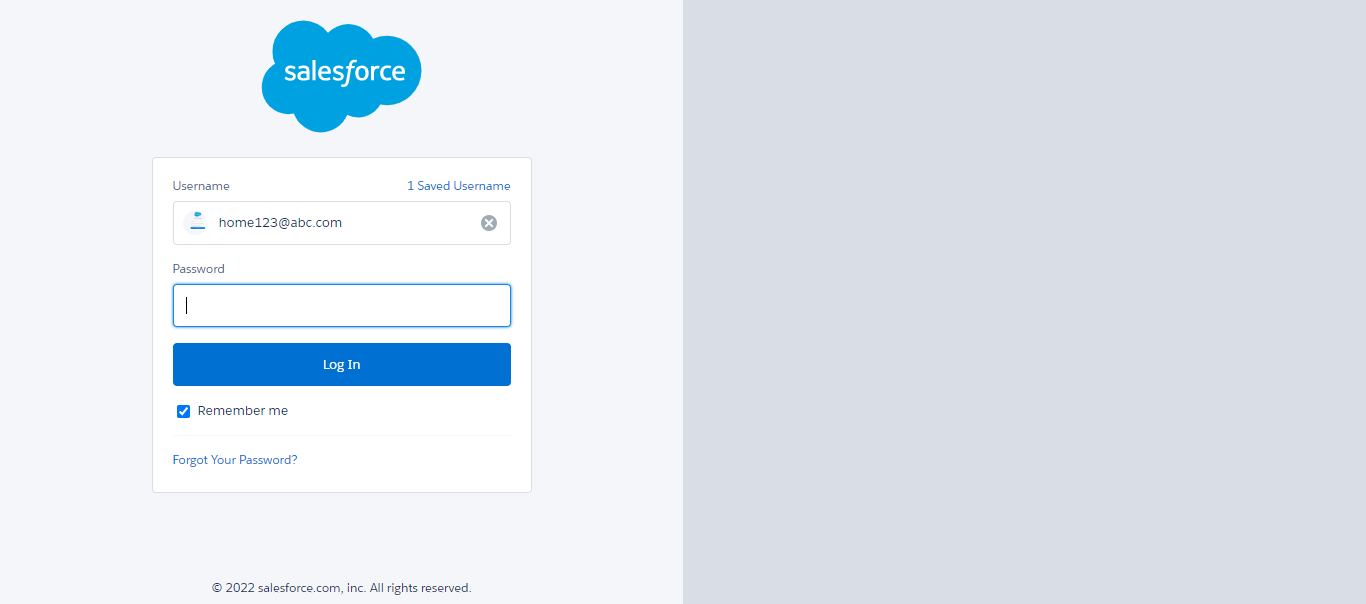 salesforce
Username 1 Saved Username
home123@abc.com
Password
Log In
Remember me
Forgot Your Password?
© 2022 salesforce.com, inc. All rights reserved.